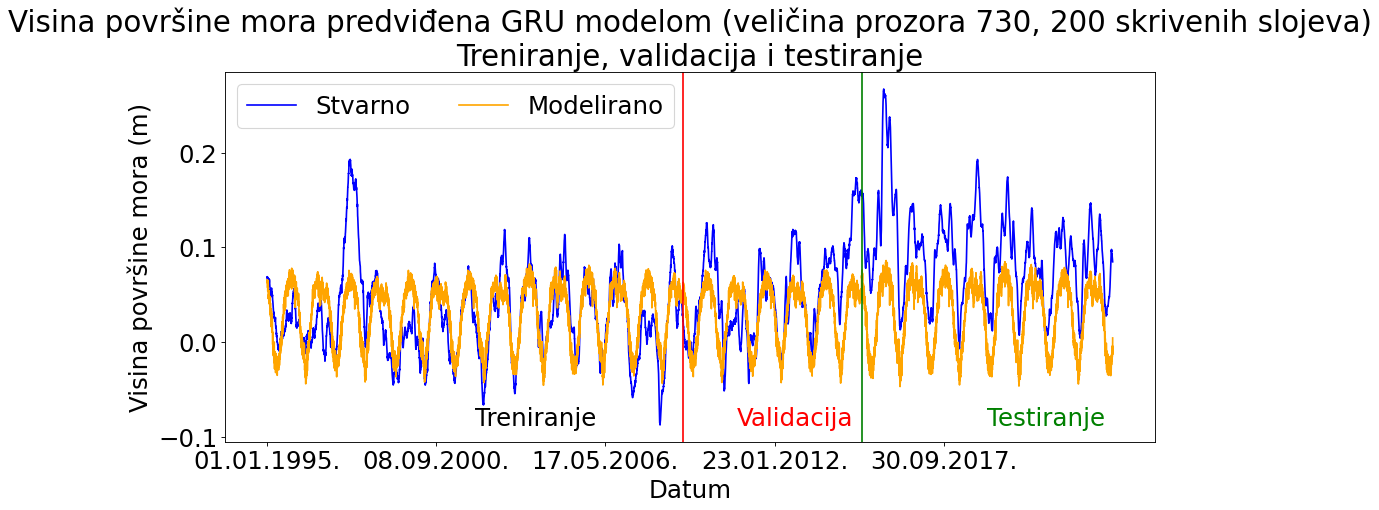 Visina površine mora predviđena GRU modelom (veličina prozora 730, 200 skrivenih slojeva)
Treniranje, validacija i testiranje
Stvarno
Modelirano
Visina površine mora (m)
0.2
0.1
0.0
−0.1
Treniranje
Validacija
Testiranje
01.01.1995.
08.09.2000.
17.05.2006.
23.01.2012.
30.09.2017.
Datum